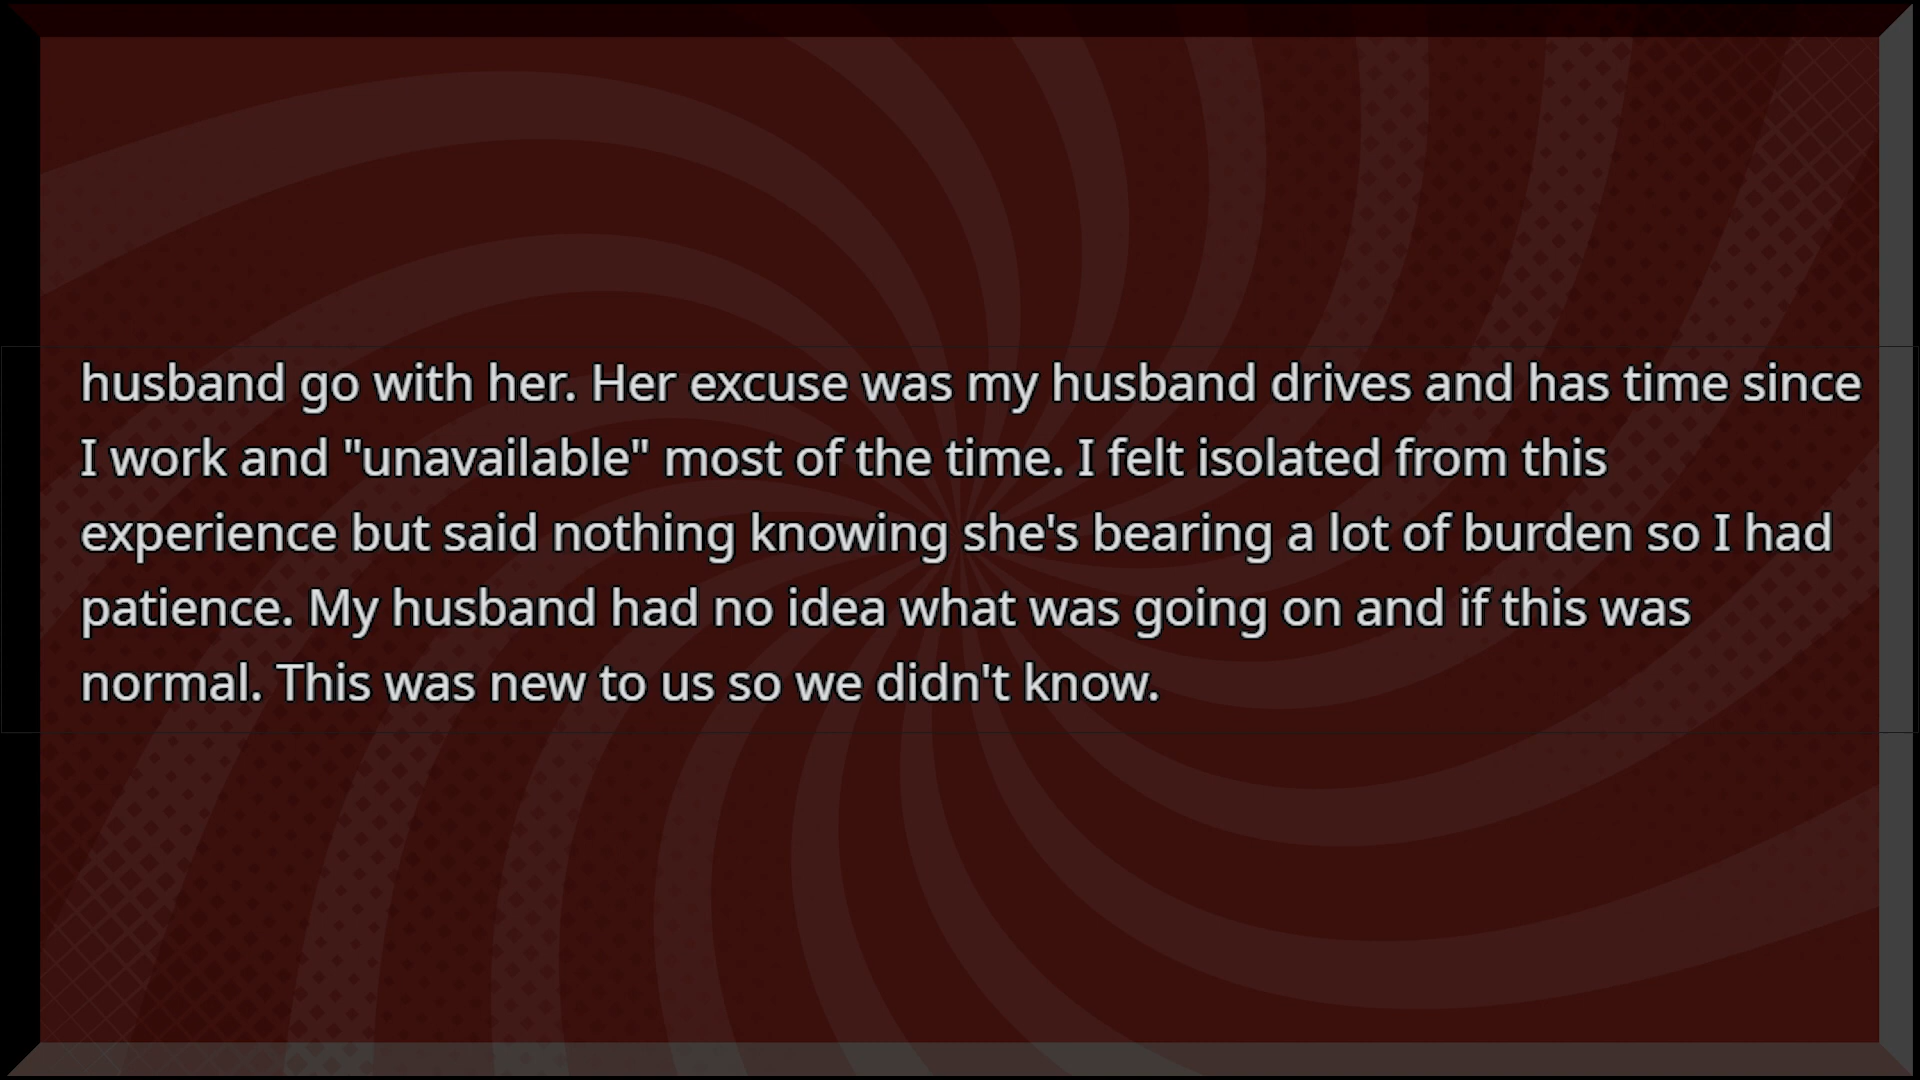 husband go with her. Her excuse was my husband drives and has time since
I work and "unavailable" most of the time. I felt isolated from this
experience but said nothing knowing she's bearing a lot of burden so I had
patience. My husband had no idea what was going on and if this was
normal. This was new to us so we didn't know.